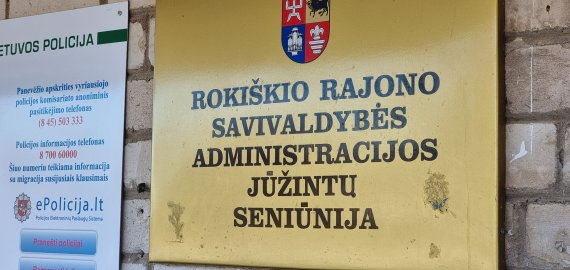 LIETUVOS POLICIJA
Panevėžio apskrities vyriausiojo
policijos komisariato anoniminis
pasitikėjimo telefonas
(8 45) 503 333
Policijos informacijos telefonas
8 700 60000
Šiuo numeriu teikiama informacija
su migracija susijusiais klausimais
ePolicija.lt
Policijos Elektroninių Paslaugų Sistema
Pranešti policijai
ROKIŠKIO RAJONO
SAVIVALDYBĖS
ADMINISTRACIJOS
JŪŽINTŲ
SENIŪNIJA